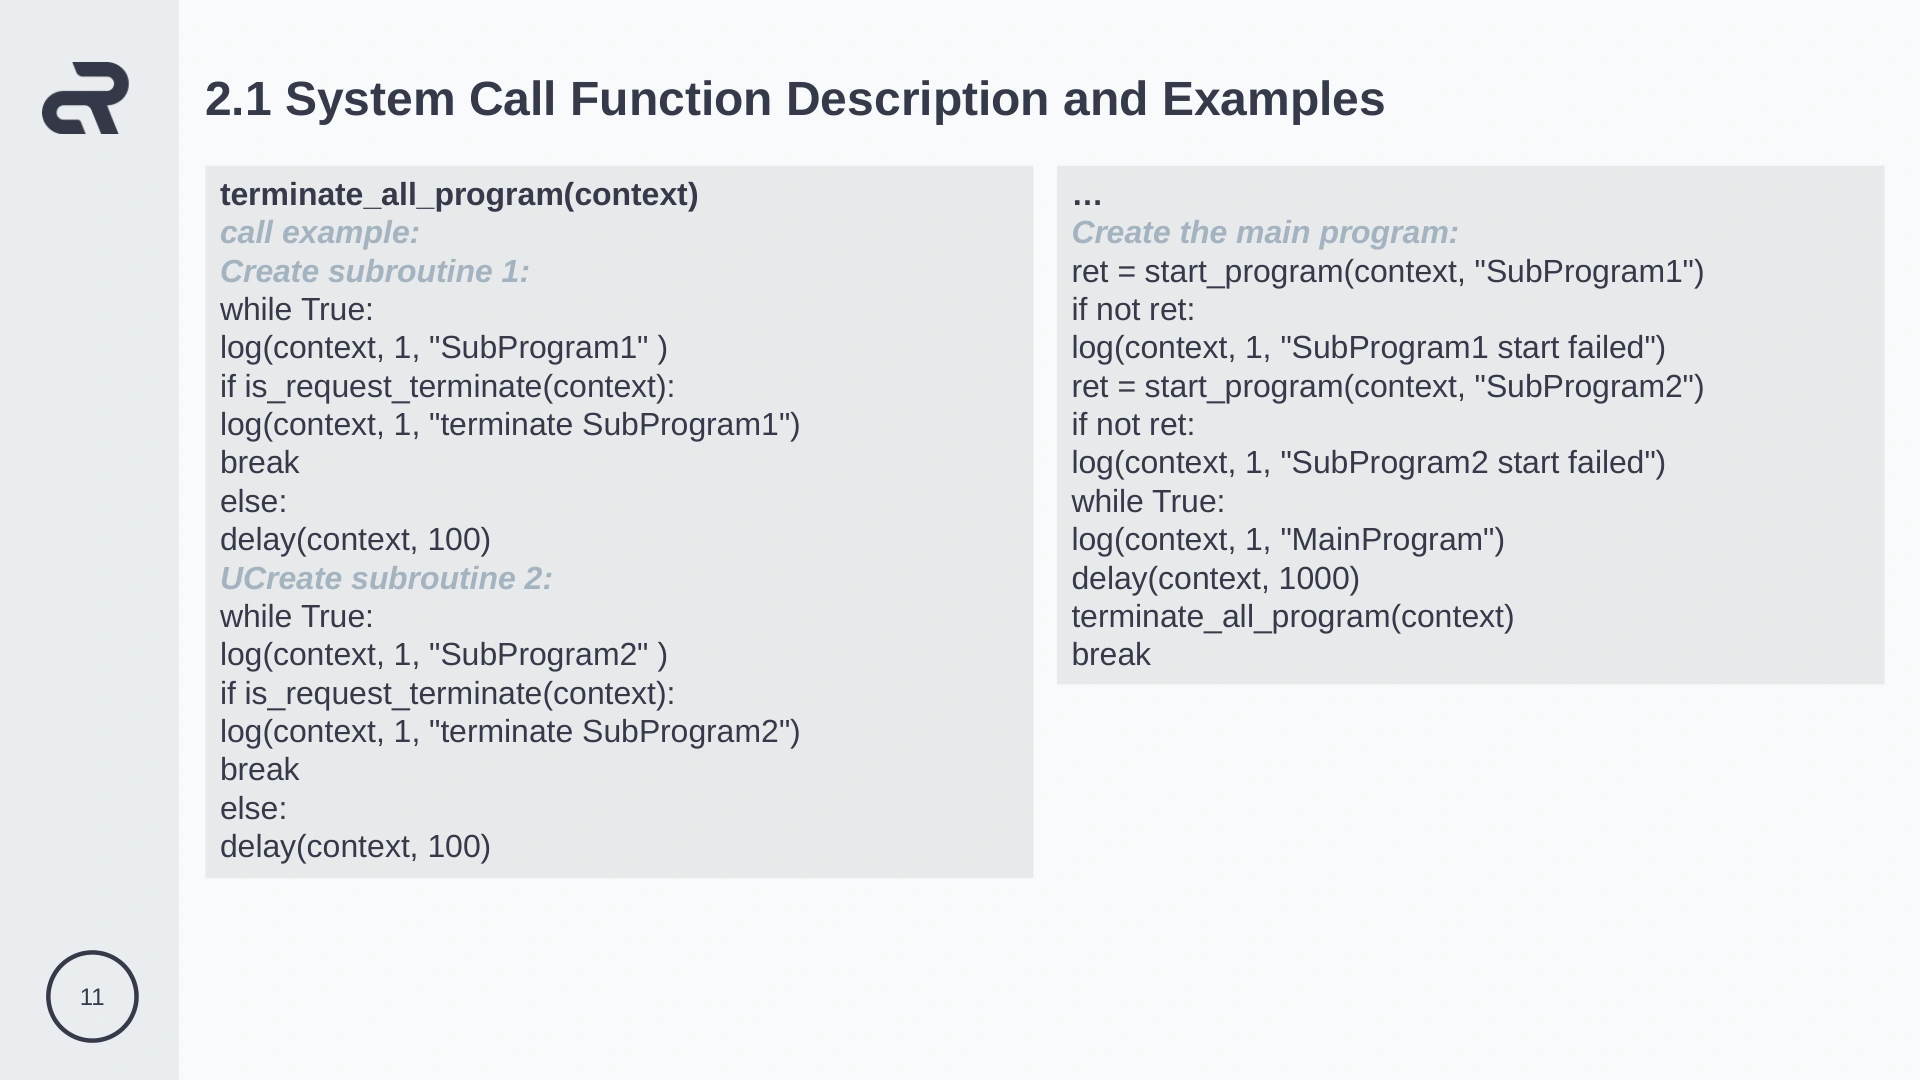 2.1 System Call Function Description and Examples
terminate_all_program(context)
call example:
Create subroutine 1:
while True:
log(context, 1, "SubProgram1" )
if is_request_terminate(context):
log(context, 1, "terminate SubProgram1")
break
else:
delay(context, 100)
UCreate subroutine 2:
while True:
log(context, 1, "SubProgram2" )
if is_request_terminate(context):
log(context, 1, "terminate SubProgram2")
break
else:
delay(context, 100)
…
Create the main program:
ret = start_program(context, "SubProgram1")
if not ret:
log(context, 1, "SubProgram1 start failed")
ret = start_program(context, "SubProgram2")
if not ret:
log(context, 1, "SubProgram2 start failed")
while True:
log(context, 1, "MainProgram")
delay(context, 1000)
terminate_all_program(context)
break
11